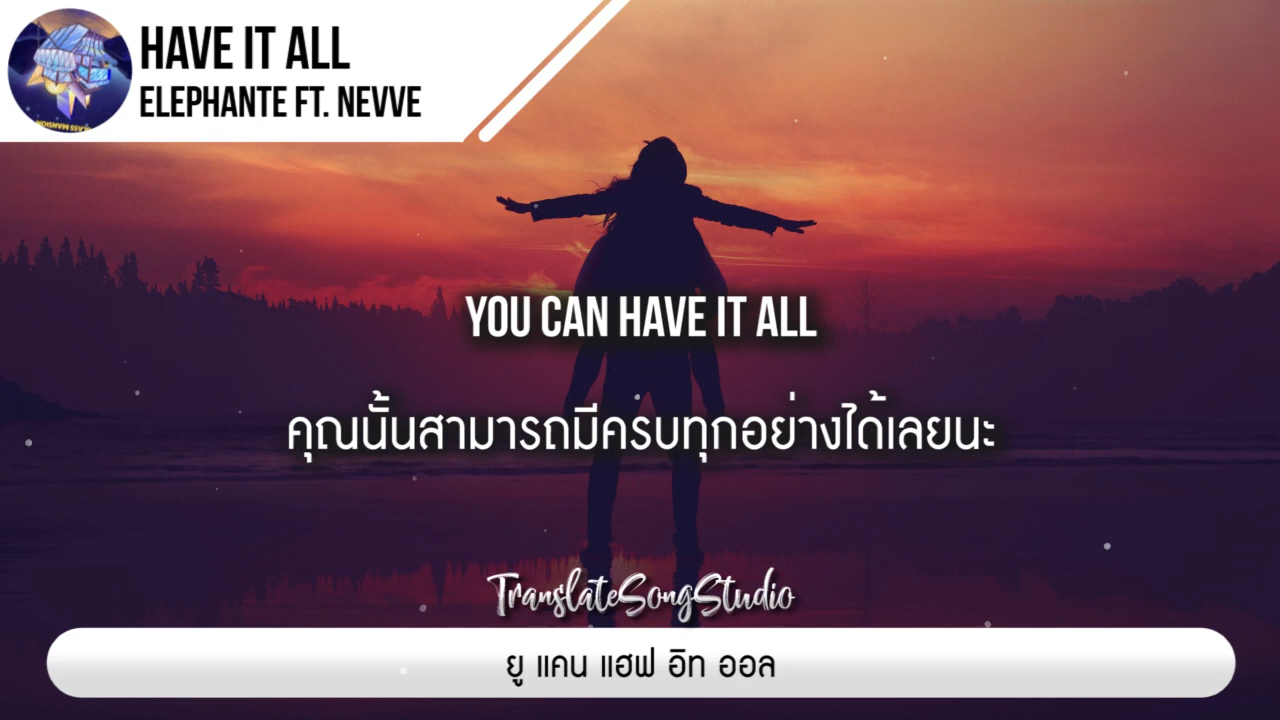 HAVE IT ALL
ELEPHANTE FT. NEVVE
GLASS MANSION
YOU CAN HAVE IT ALL
คุณนั้นสามารถมีครบทุกอย่างได้เลยนะ
TranslateSongStudio
ยู แคน แฮฟ อิท ออล